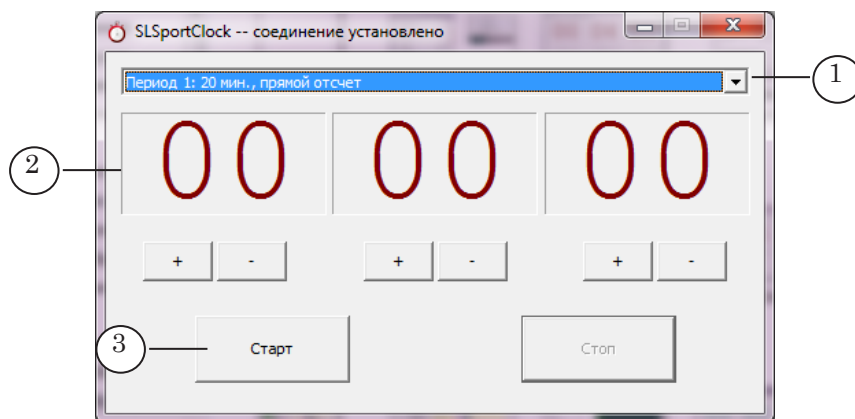 SLSportClock -- соединение установлено
Период 1: 20 мин., прямой отсчет
1
00 00 00
2
+ - + - + -
3
Старт Стоп